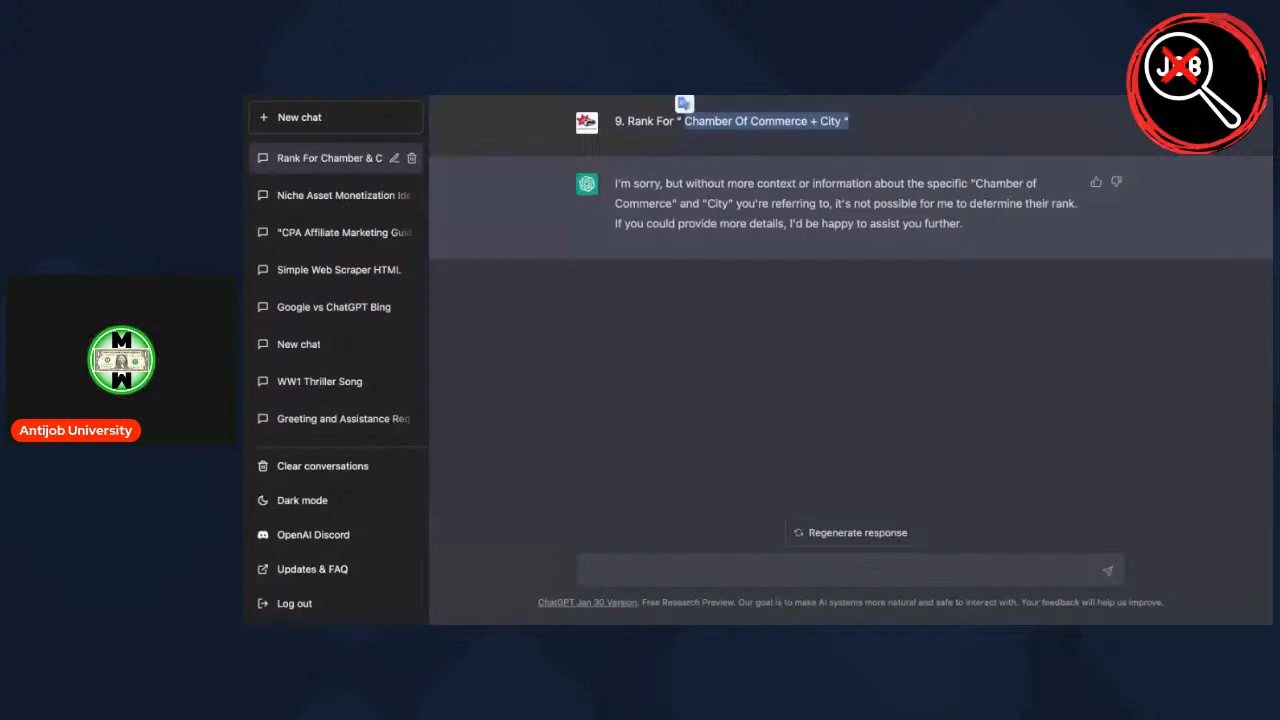 JOB
New chat
Rank For Chamber & C
Niche Asset Monetization Ide
"CPA Affiliate Marketing Guid
Simple Web Scraper HTML
Google vs ChatGPT Bing
New chat
WW1 Thriller Song
Greeting and Assistance Req
Clear conversations
Dark mode
OpenAI Discord
Updates & FAQ
Log out
9. Rank For “ Chamber Of Commerce + City “
I'm sorry, but without more context or information about the specific "Chamber of
Commerce" and "City" you're referring to, it's not possible for me to determine their rank.
If you could provide more details, I'd be happy to assist you further.
Regenerate response
ChatGPT Jan 30 Version. Free Research Preview. Our goal is to make AI systems more natural and safe to interact with. Your feedback will help us improve.
M
M
Antijob University